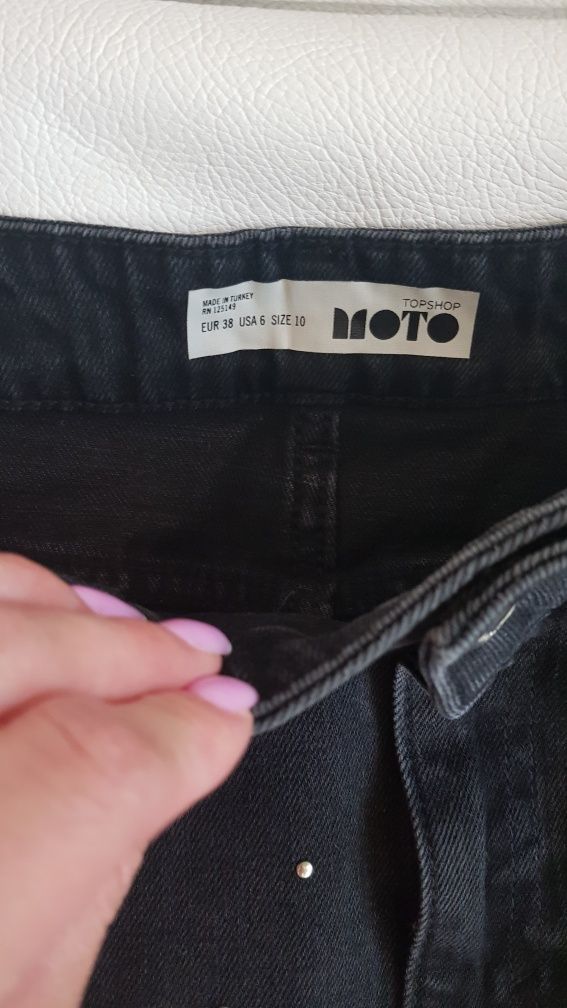 MADE IN TURKEY
RN 125149
EUR 38 USA 6 SIZE 10
TOPSHOP
MOTO